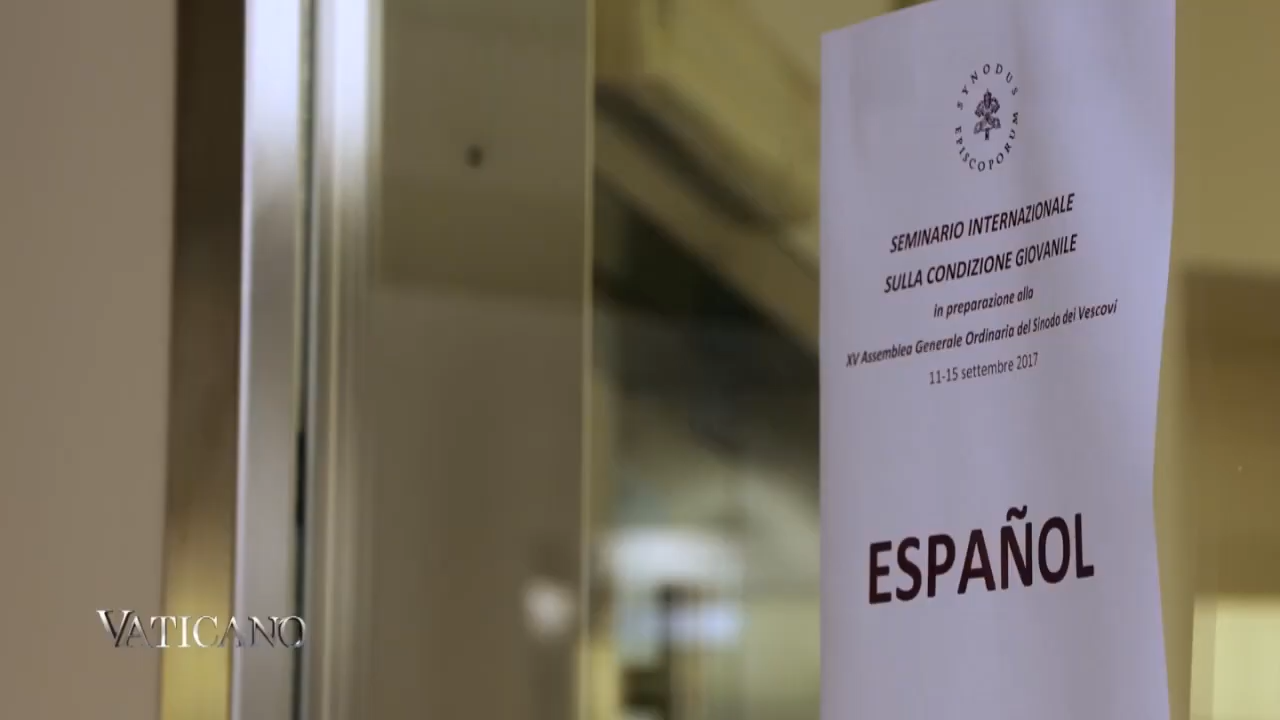 SYNODUS EPISCOPORUM
SEMINARIO INTERNAZIONALE
SULLA CONDIZIONE GIOVANILE
in preparazione alla
XV Assemblea Generale Ordinaria del Sinodo dei Vescovi
11-15 settembre 2017
ESPAÑOL
VATICANO